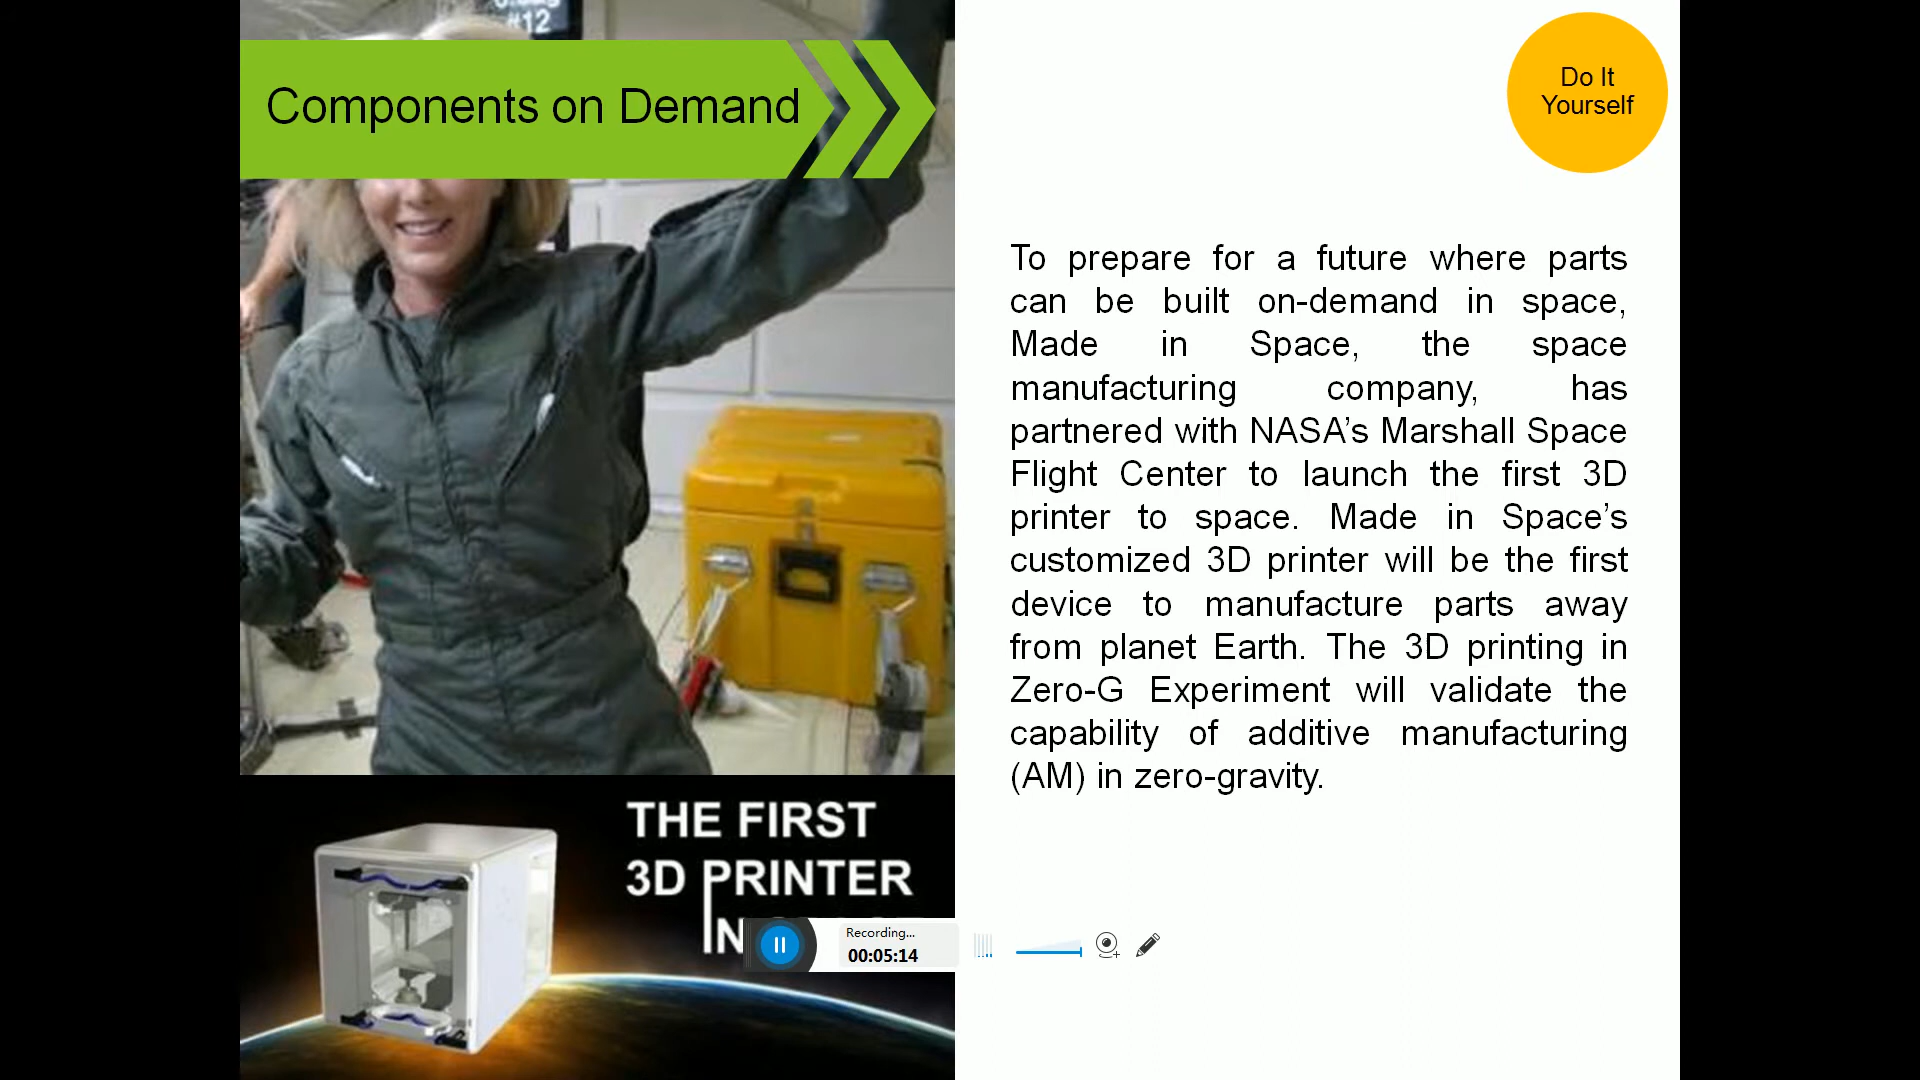 #12
Components on Demand
Do It
Yourself
To prepare for a future where parts
can be built on-demand in space,
Made in Space, the space
manufacturing company, has
partnered with NASA’s Marshall Space
Flight Center to launch the first 3D
printer to space. Made in Space’s
customized 3D printer will be the first
device to manufacture parts away
from planet Earth. The 3D printing in
Zero-G Experiment will validate the
capability of additive manufacturing
(AM) in zero-gravity.
THE FIRST
3D PRINTER
Recording...
00:05:14